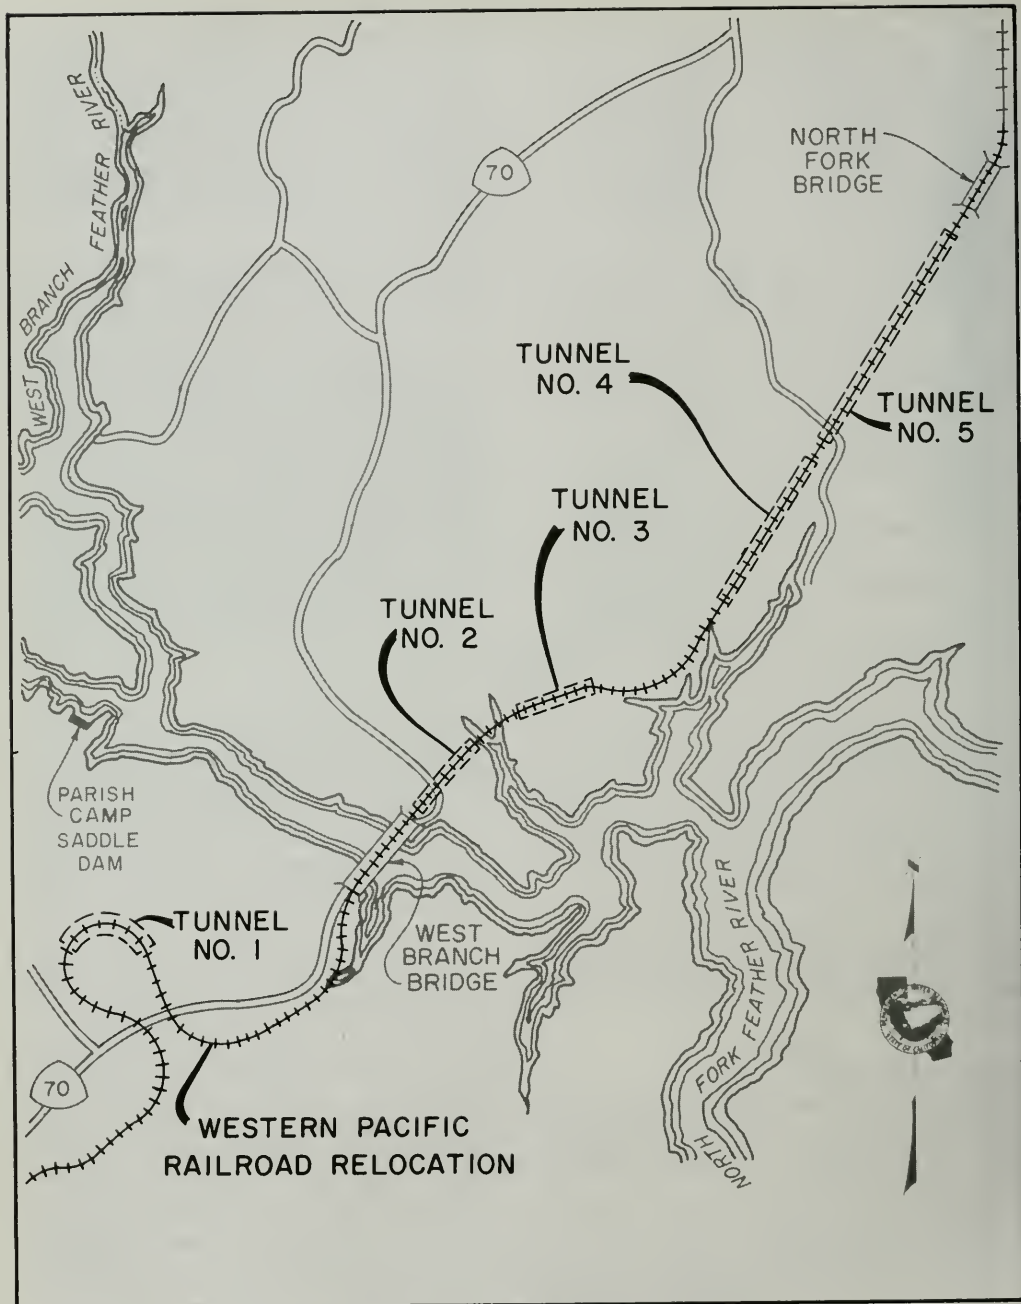 WEST BRANCH FEATHER RIVER
70
NORTH
FORK
BRIDGE
TUNNEL
NO. 4
TUNNEL
NO. 5
TUNNEL
NO. 3
TUNNEL
NO. 2
PARISH
CAMP
SADDLE
DAM
TUNNEL
NO. 1
WEST
BRANCH
BRIDGE
NORTH FORK FEATHER RIVER
70
WESTERN PACIFIC
RAILROAD RELOCATION